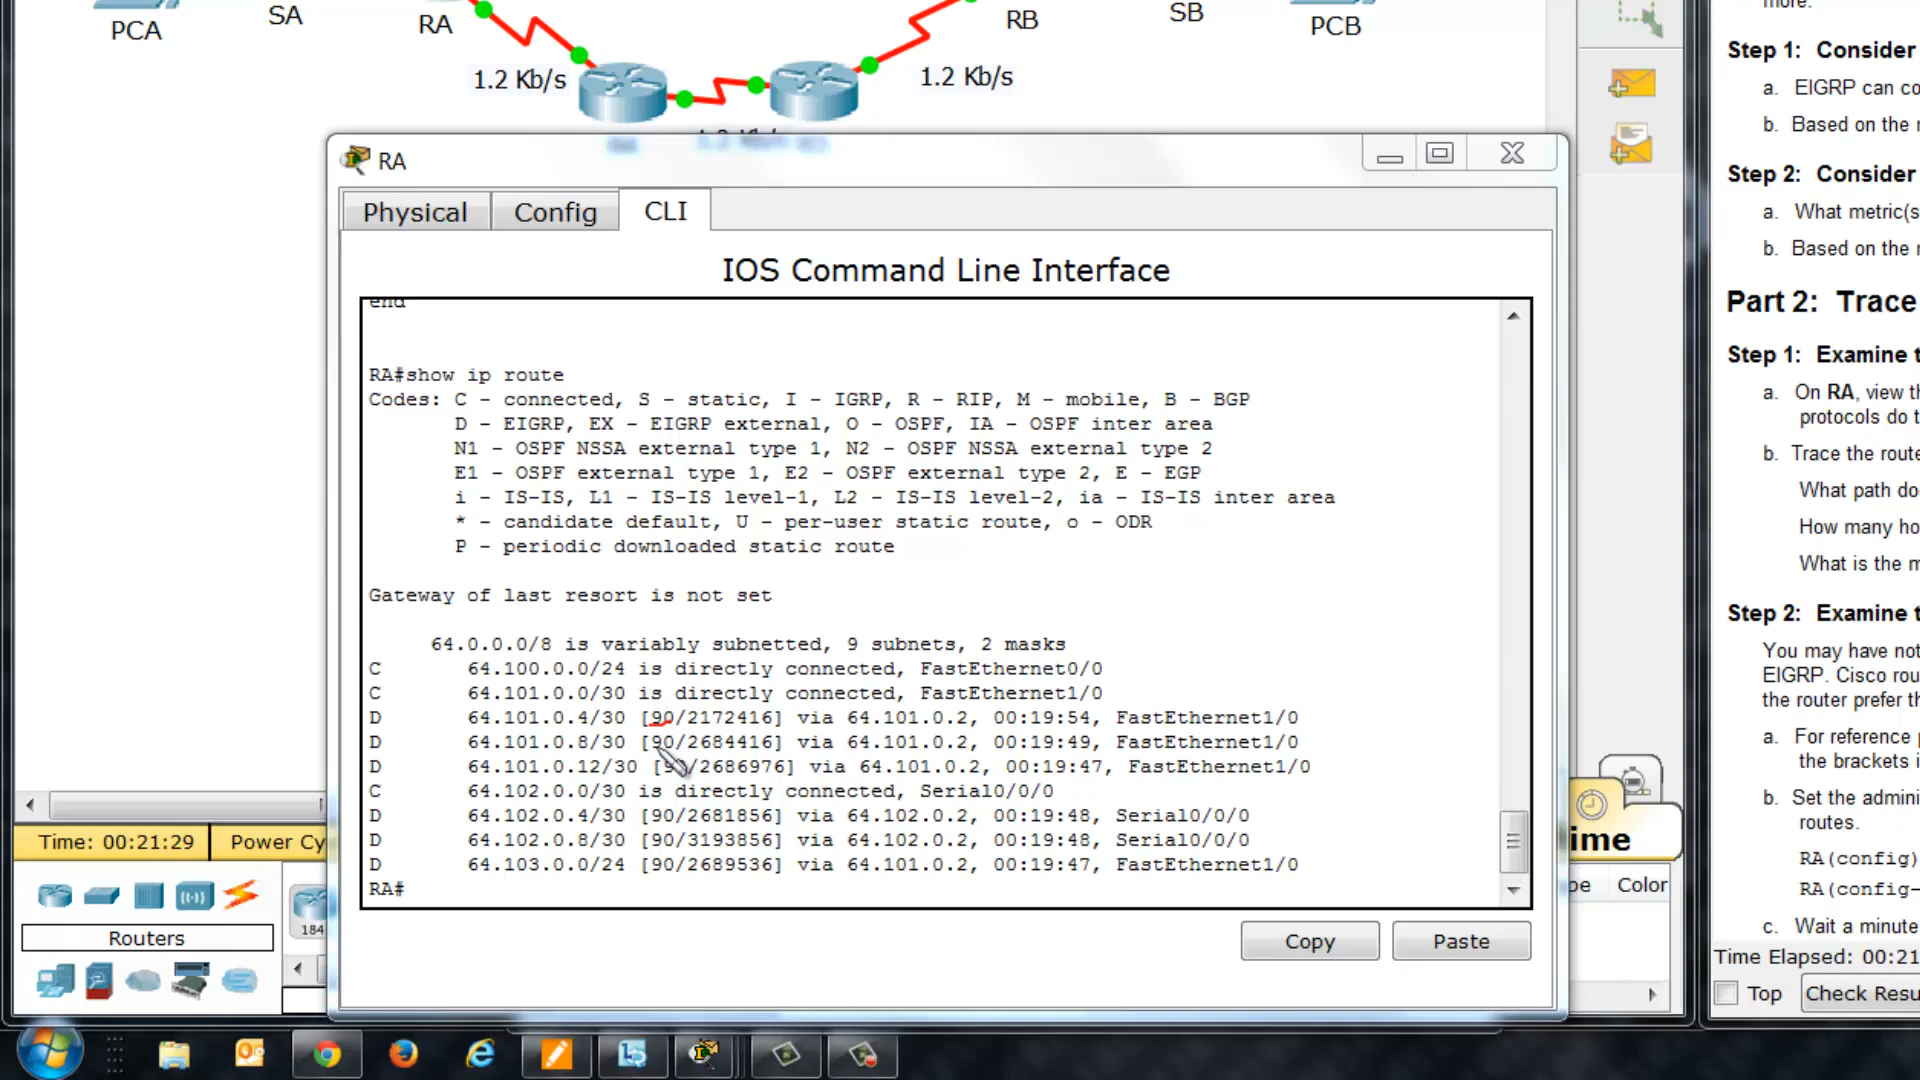 PCA
SA
RA
RB
SB
PCB
1.2 Kb/s
1.2 Kb/s
RA
Physical
Config
CLI
IOS Command Line Interface
end
RA#show ip route
Codes: C - connected, S - static, I - IGRP, R - RIP, M - mobile, B - BGP
D - EIGRP, EX - EIGRP external, O - OSPF, IA - OSPF inter area
N1 - OSPF NSSA external type 1, N2 - OSPF NSSA external type 2
E1 - OSPF external type 1, E2 - OSPF external type 2, E - EGP
i - IS-IS, L1 - IS-IS level-1, L2 - IS-IS level-2, ia - IS-IS inter area
* - candidate default, U - per-user static route, o - ODR
P - periodic downloaded static route
Gateway of last resort is not set
64.0.0.0/8 is variably subnetted, 9 subnets, 2 masks
C 64.100.0.0/24 is directly connected, FastEthernet0/0
C 64.101.0.0/30 is directly connected, FastEthernet1/0
D 64.101.0.4/30 [90/2172416] via 64.101.0.2, 00:19:54, FastEthernet1/0
D 64.101.0.8/30 [90/2684416] via 64.101.0.2, 00:19:49, FastEthernet1/0
D 64.101.0.12/30 [90/2686976] via 64.101.0.2, 00:19:47, FastEthernet1/0
C 64.102.0.0/30 is directly connected, Serial0/0/0
D 64.102.0.4/30 [90/2681856] via 64.102.0.2, 00:19:48, Serial0/0/0
D 64.102.0.8/30 [90/3193856] via 64.102.0.2, 00:19:48, Serial0/0/0
D 64.103.0.0/24 [90/2689536] via 64.101.0.2, 00:19:47, FastEthernet1/0
RA#
Copy
Paste
Time: 00:21:29
Power Cy
Routers
184
ime
pe
Color
more.
Step 1: Consider
a. EIGRP can co
b. Based on the r
Step 2: Consider
a. What metric(s
b. Based on the r
Part 2: Trace
Step 1: Examine t
a. On RA, view th
protocols do t
b. Trace the route
What path do
How many ho
What is the m
Step 2: Examine t
You may have not
EIGRP. Cisco rou
the router prefer th
a. For reference p
the brackets i
b. Set the admini
routes.
RA(config)
RA(config-
c. Wait a minute
Time Elapsed: 00:21
Top
Check Resu